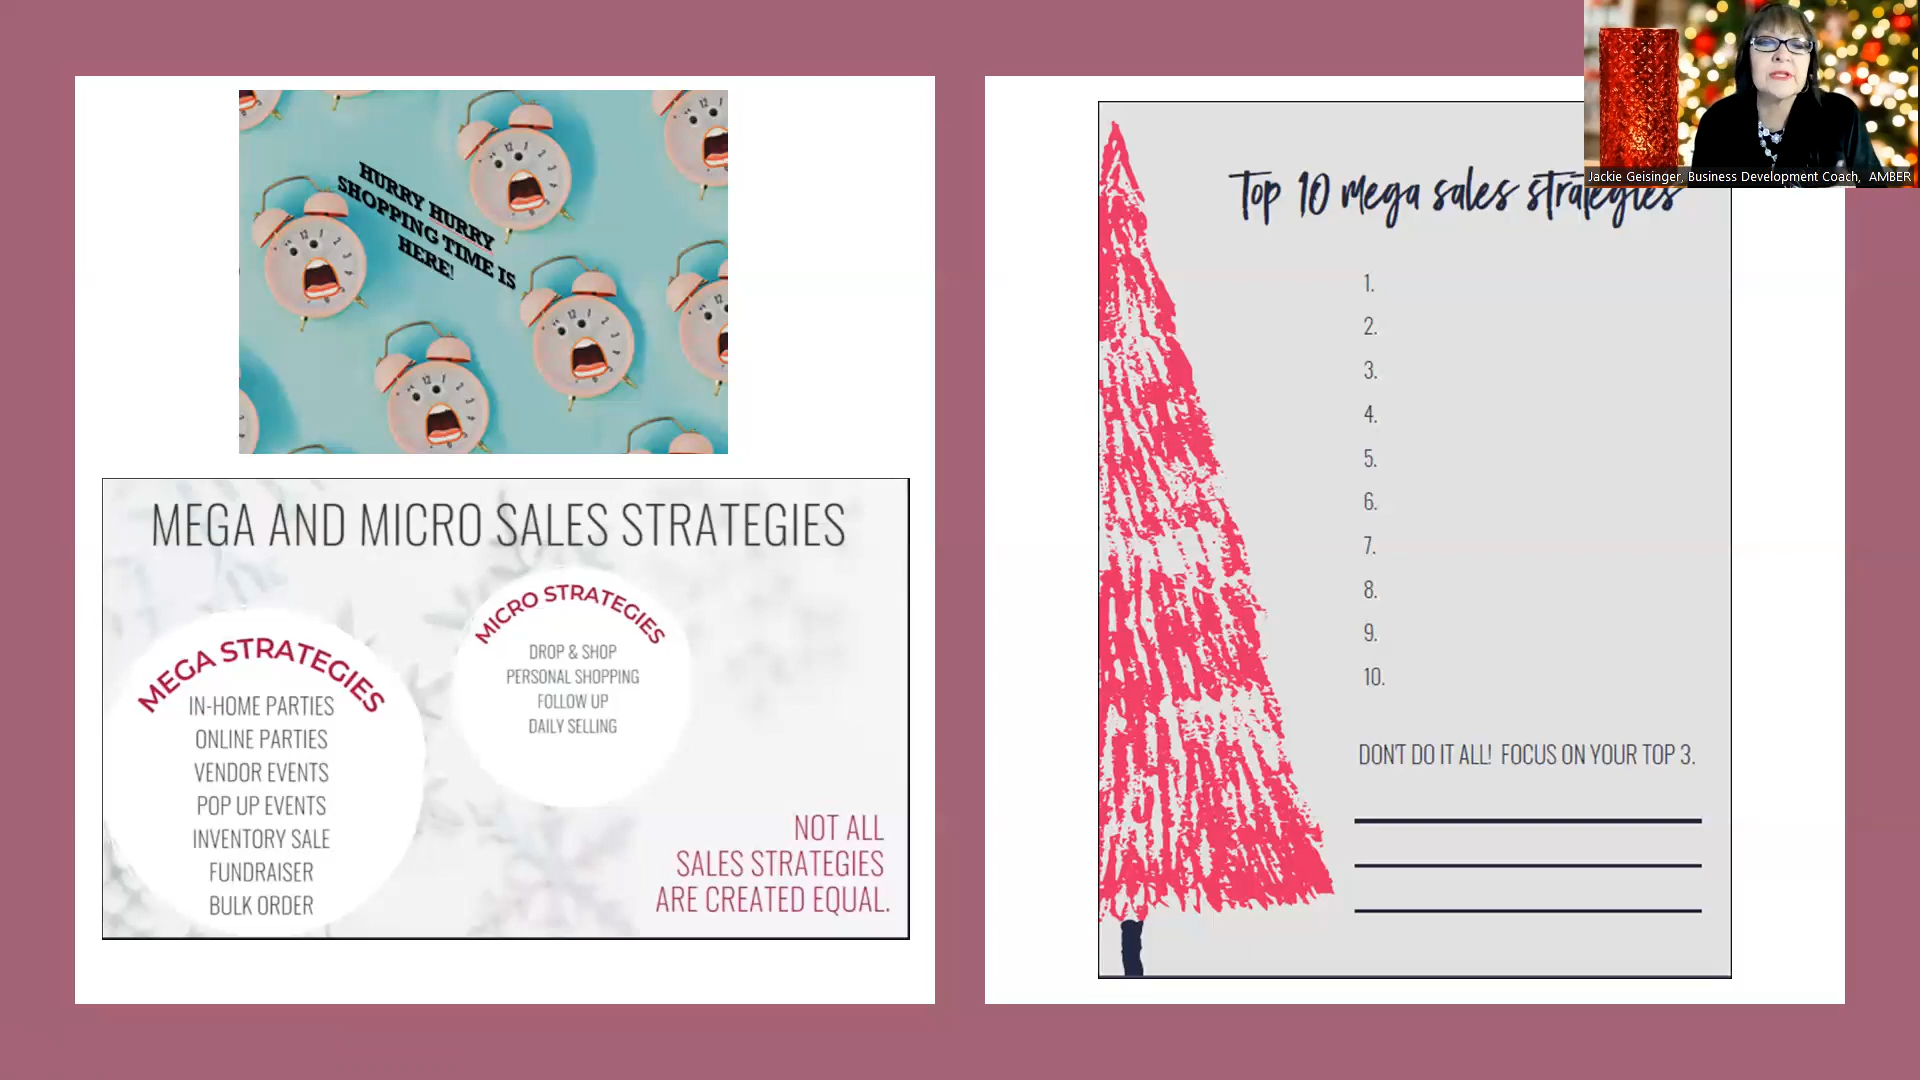 HURRY HURRY
SHOPPING TIME IS
HERE!
MEGA AND MICRO SALES STRATEGIES
MEGA STRATEGIES
IN-HOME PARTIES
ONLINE PARTIES
VENDOR EVENTS
POP UP EVENTS
INVENTORY SALE
FUNDRAISER
BULK ORDER
MICRO STRATEGIES
DROP & SHOP
PERSONAL SHOPPING
FOLLOW UP
DAILY SELLING
NOT ALL
SALES STRATEGIES
ARE CREATED EQUAL.
Top 10 mega sales strategies
1.
2.
3.
4.
5.
6.
7.
8.
9.
10.
DON'T DO IT ALL! FOCUS ON YOUR TOP 3.
Jackie Geisinger, Business Development Coach, AMBER